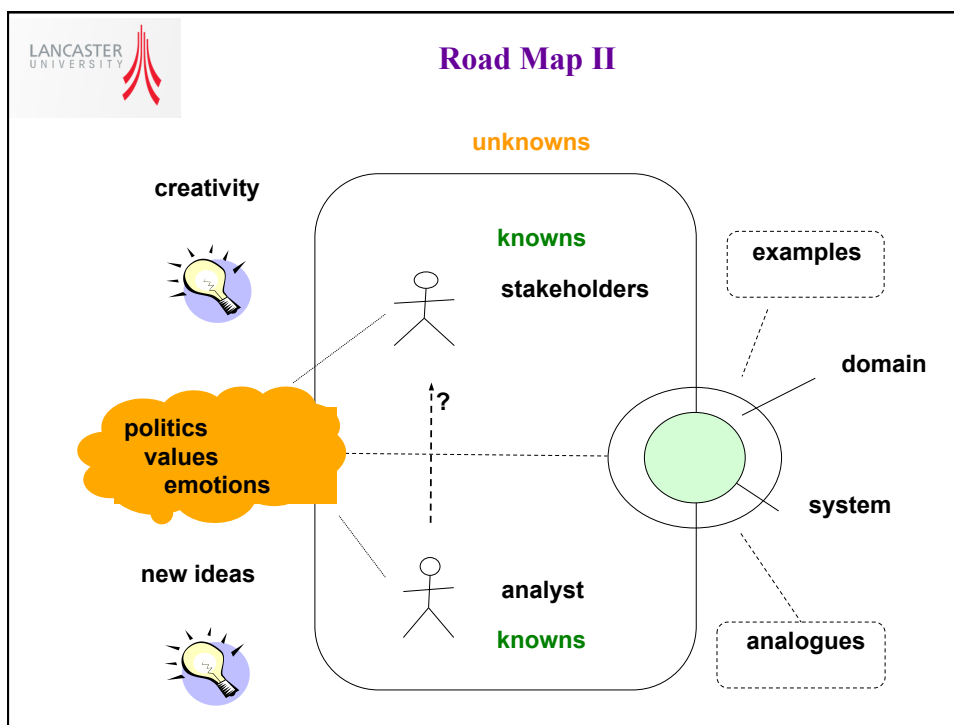 LANCASTER
UNIVERSITY
Road Map II
unknowns
creativity
knowns
examples
stakeholders
domain
?
politics
values
emotions
system
new ideas
analyst
knowns
analogues